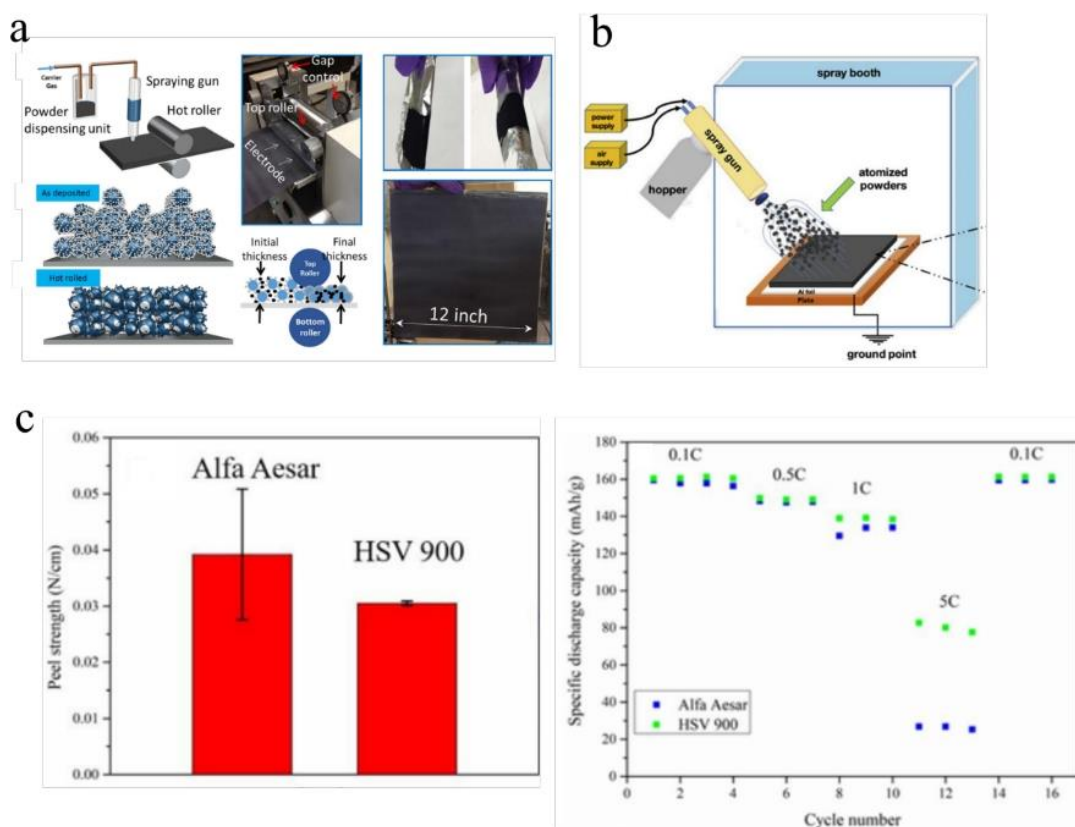 a
Carrier
Gas
Powder
dispensing unit
Spraying gun
Hot roller
As deposited
Hot rolled
Gap
control
Top roller
Electrode
Initial
thickness
Final
thickness
Top
Roller
Bottom
roller
12 inch
b
spray booth
power
supply
air
supply
spray gun
hopper
atomized
powders
Al foil
Plate
ground point
c
Peel strength (N/cm)
0.06
0.05
0.04
0.03
0.02
0.01
0.00
Alfa Aesar
HSV 900
Specific discharge capacity (mAh/g)
180
160
140
120
100
80
60
40
20
0
0.1C
0.5C
1C
5C
0.1C
Alfa Aesar
HSV 900
0 2 4 6 8 10 12 14 16
Cycle number